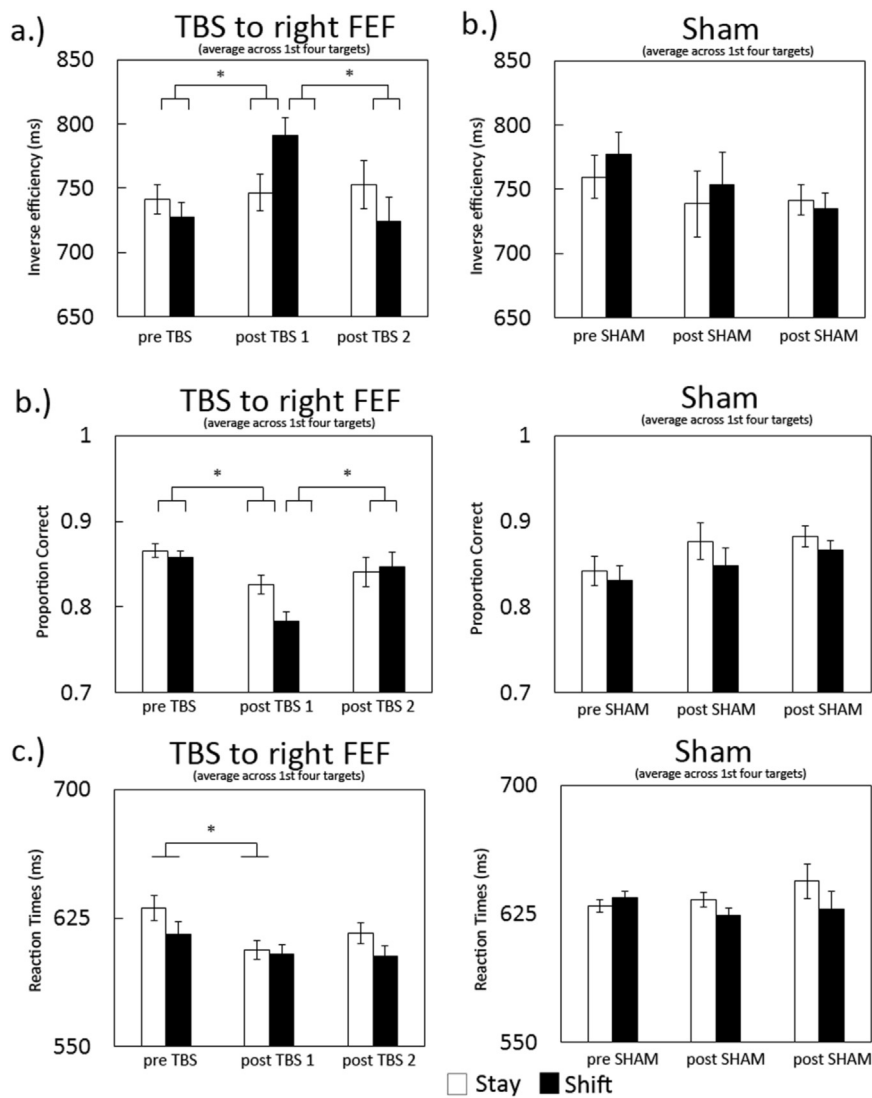 a.)
TBS to right FEF
(average across 1st four targets)
*
*
850
800
750
700
650
Inverse efficiency (ms)
pre TBS
post TBS 1
post TBS 2
b.)
Sham
(average across 1st four targets)
850
800
750
700
650
Inverse efficiency (ms)
pre SHAM
post SHAM
post SHAM
b.)
TBS to right FEF
(average across 1st four targets)
*
*
1
0.9
0.8
0.7
Proportion Correct
pre TBS
post TBS 1
post TBS 2
Sham
(average across 1st four targets)
1
0.9
0.8
0.7
Proportion Correct
pre SHAM
post SHAM
post SHAM
c.)
TBS to right FEF
(average across 1st four targets)
*
700
625
550
Reaction Times (ms)
pre TBS
post TBS 1
post TBS 2
Sham
(average across 1st four targets)
700
625
550
Reaction Times (ms)
pre SHAM
post SHAM
post SHAM
Stay
Shift